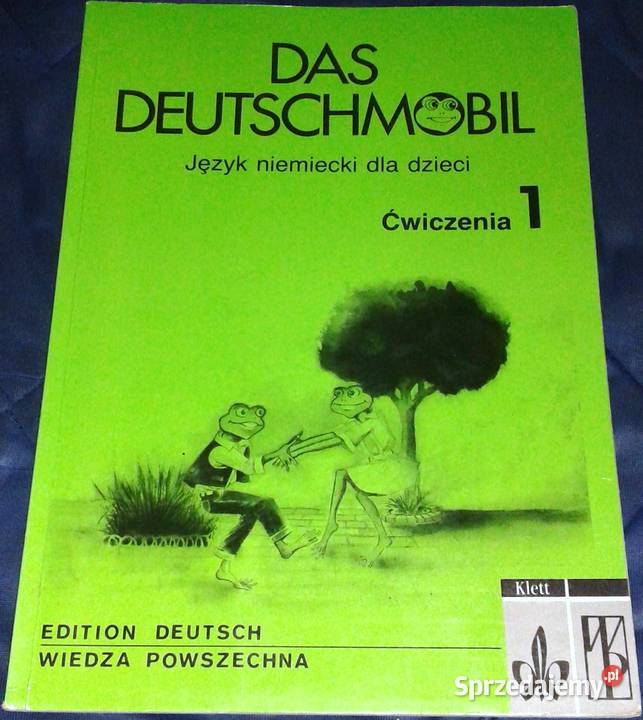 DAS
DEUTSCHMOBIL
Język niemiecki dla dzieci
Ćwiczenia 1
Klett
EDITION DEUTSCH
WIEDZA POWSZECHNA
Sprzedajemy.pl